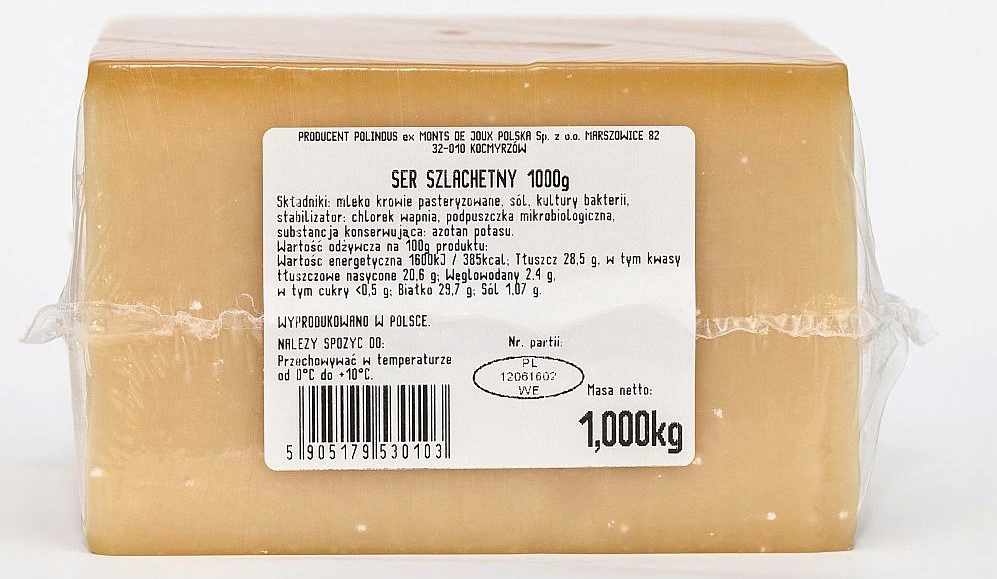 PRODUCENT POLINDUS ex MONTS DE JOUX POLSKA Sp. z o.o. MARSZOWICE 82
32-010 KOCMYRZÓW
SER SZLACHETNY 1000g
Składniki: mleko krowie pasteryzowane, sól, kultury bakterii,
stabilizator: chlorek wapnia, podpuszczka mikrobiologiczna,
substancja konserwująca: azotan potasu.
Wartość odżywcza na 100g produktu:
Wartość energetyczna 1600kJ / 385kcal; Tłuszcz 28,5 g, w tym kwasy
tłuszczowe nasycone 20,6 g; Węglowodany 2,4 g,
w tym cukry <0,5 g; Białko 29,7 g; Sól 1,07 g.
WYPRODUKOWANO W POLSCE.
NALEŻY SPOŻYĆ DO:
Nr. partii:
Przechowywać w temperaturze
od 0°C do +10°C.
PL
12061602
WE
Masa netto:
1,000kg
5 905179 530103